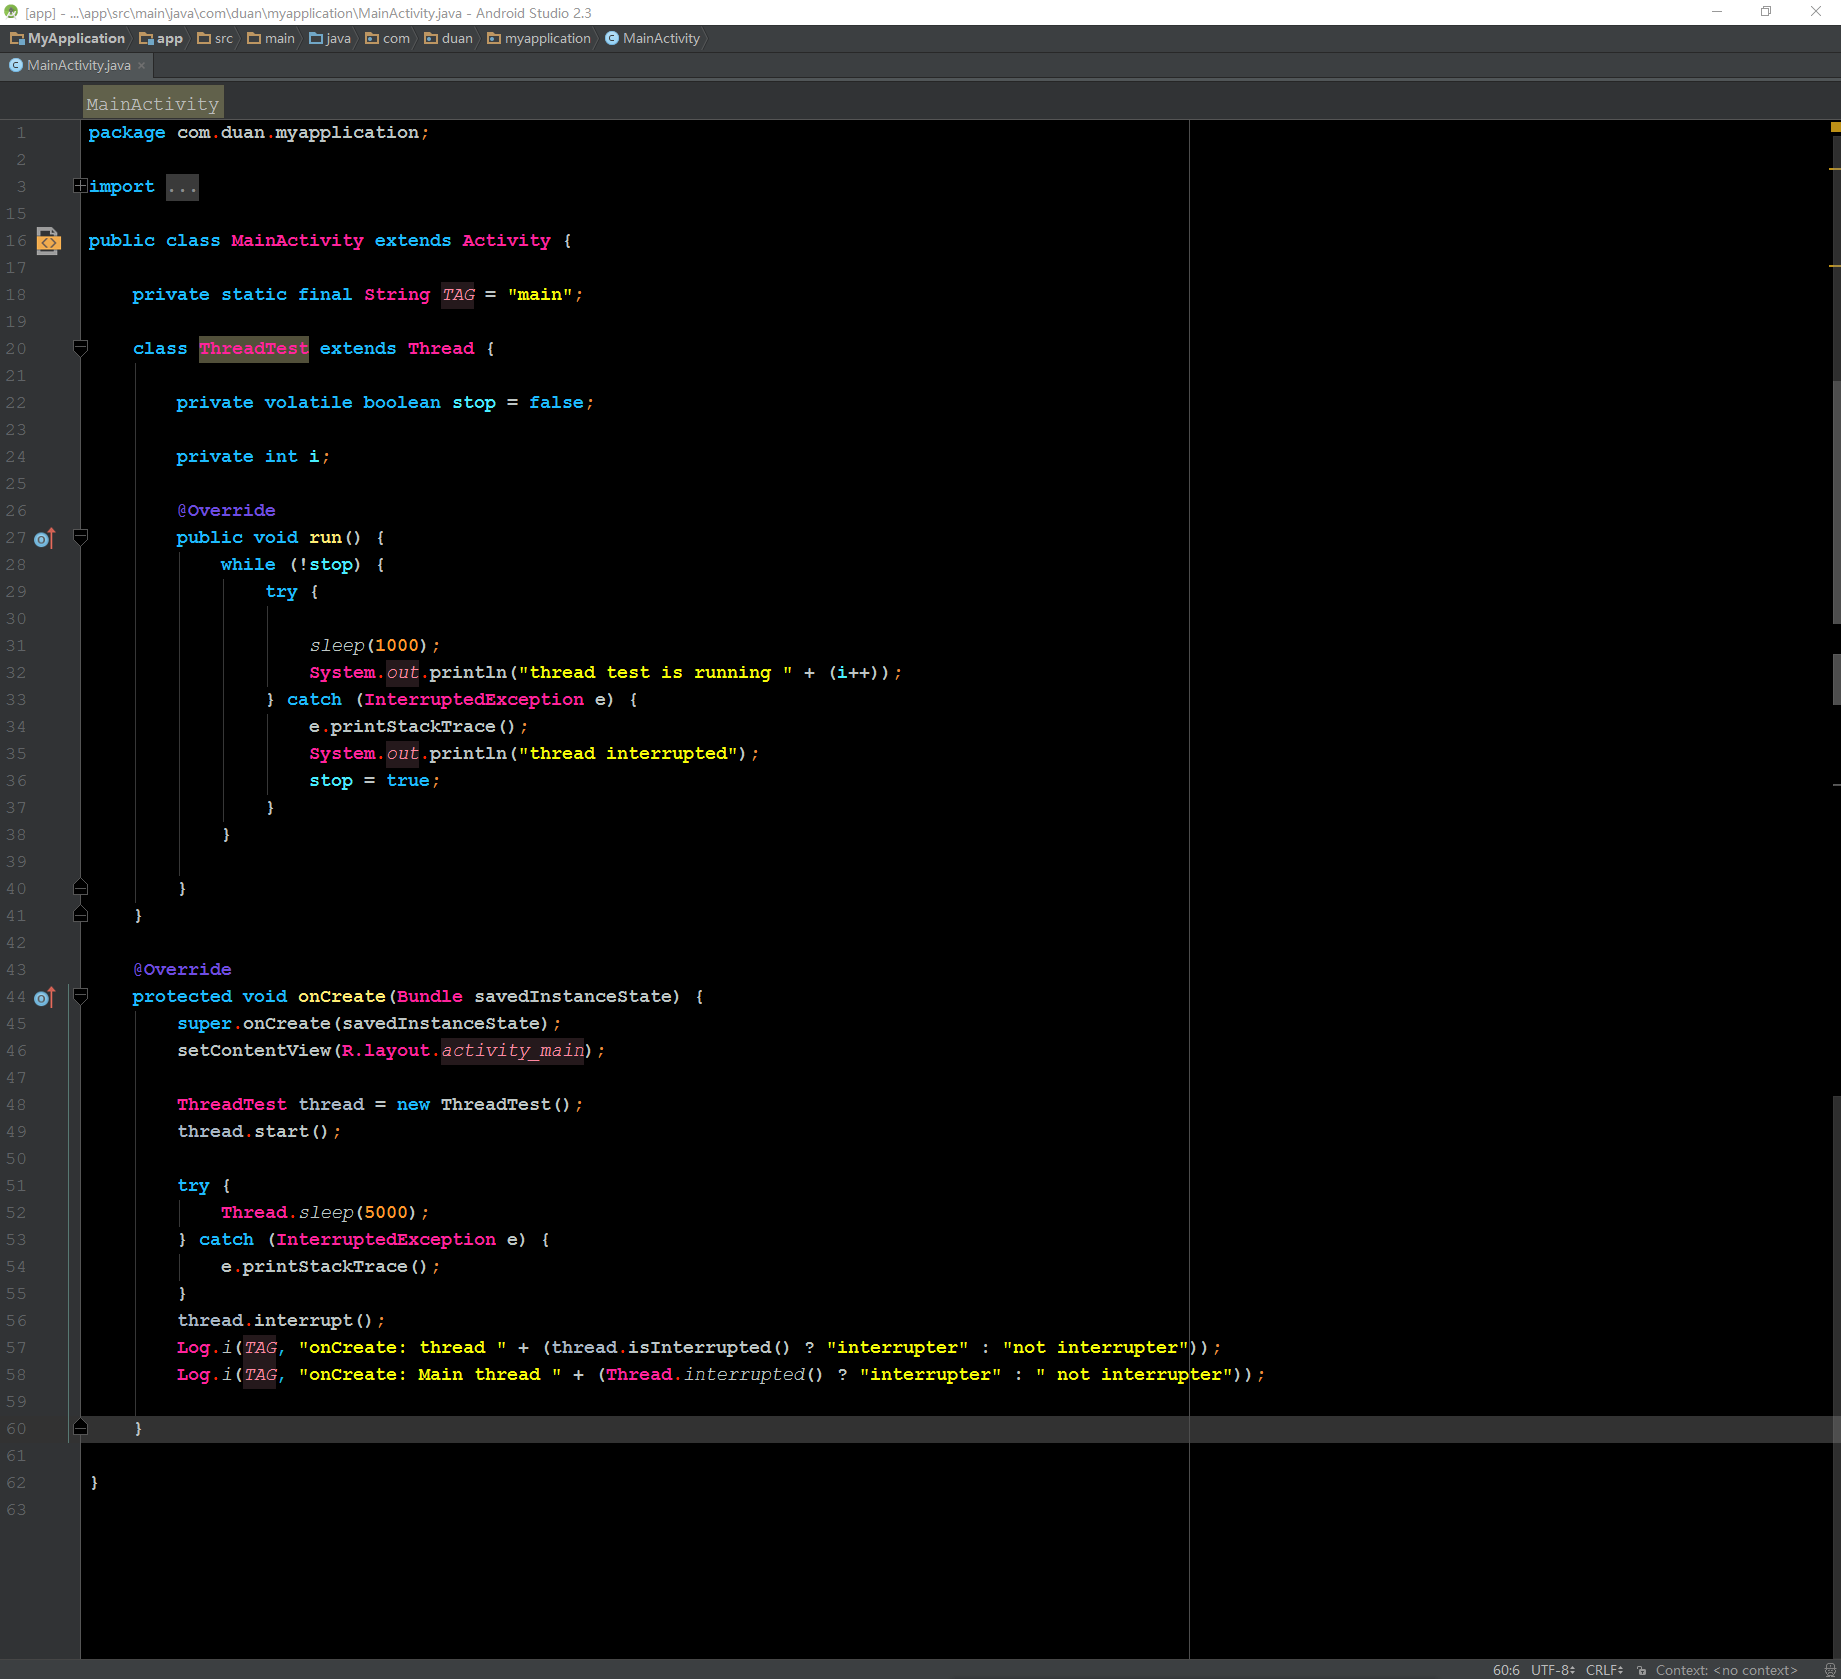 [app] - ...\app\src\main\java\com\duan\myapplication\MainActivity.java - Android Studio 2.3
MyApplication app src main java com duan myapplication MainActivity
MainActivity.java
MainActivity
1 package com.duan.myapplication;
2
3 import ...
15
16 public class MainActivity extends Activity {
17
18     private static final String TAG = "main";
19
20     class ThreadTest extends Thread {
21
22         private volatile boolean stop = false;
23
24         private int i;
25
26         @Override
27         public void run() {
28             while (!stop) {
29                 try {
30
31                     sleep(1000);
32                     System.out.println("thread test is running " + (i++));
33                 } catch (InterruptedException e) {
34                     e.printStackTrace();
35                     System.out.println("thread interrupted");
36                     stop = true;
37                 }
38             }
39
40         }
41     }
42
43     @Override
44     protected void onCreate(Bundle savedInstanceState) {
45         super.onCreate(savedInstanceState);
46         setContentView(R.layout.activity_main);
47
48         ThreadTest thread = new ThreadTest();
49         thread.start();
50
51         try {
52             Thread.sleep(5000);
53         } catch (InterruptedException e) {
54             e.printStackTrace();
55         }
56         thread.interrupt();
57         Log.i(TAG, "onCreate: thread " + (thread.isInterrupted() ? "interrupter" : "not interrupter"));
58         Log.i(TAG, "onCreate: Main thread " + (Thread.interrupted() ? "interrupter" : " not interrupter"));
59
60     }
61
62 }
63
60:6 UTF-8 CRLF Context: <no context>